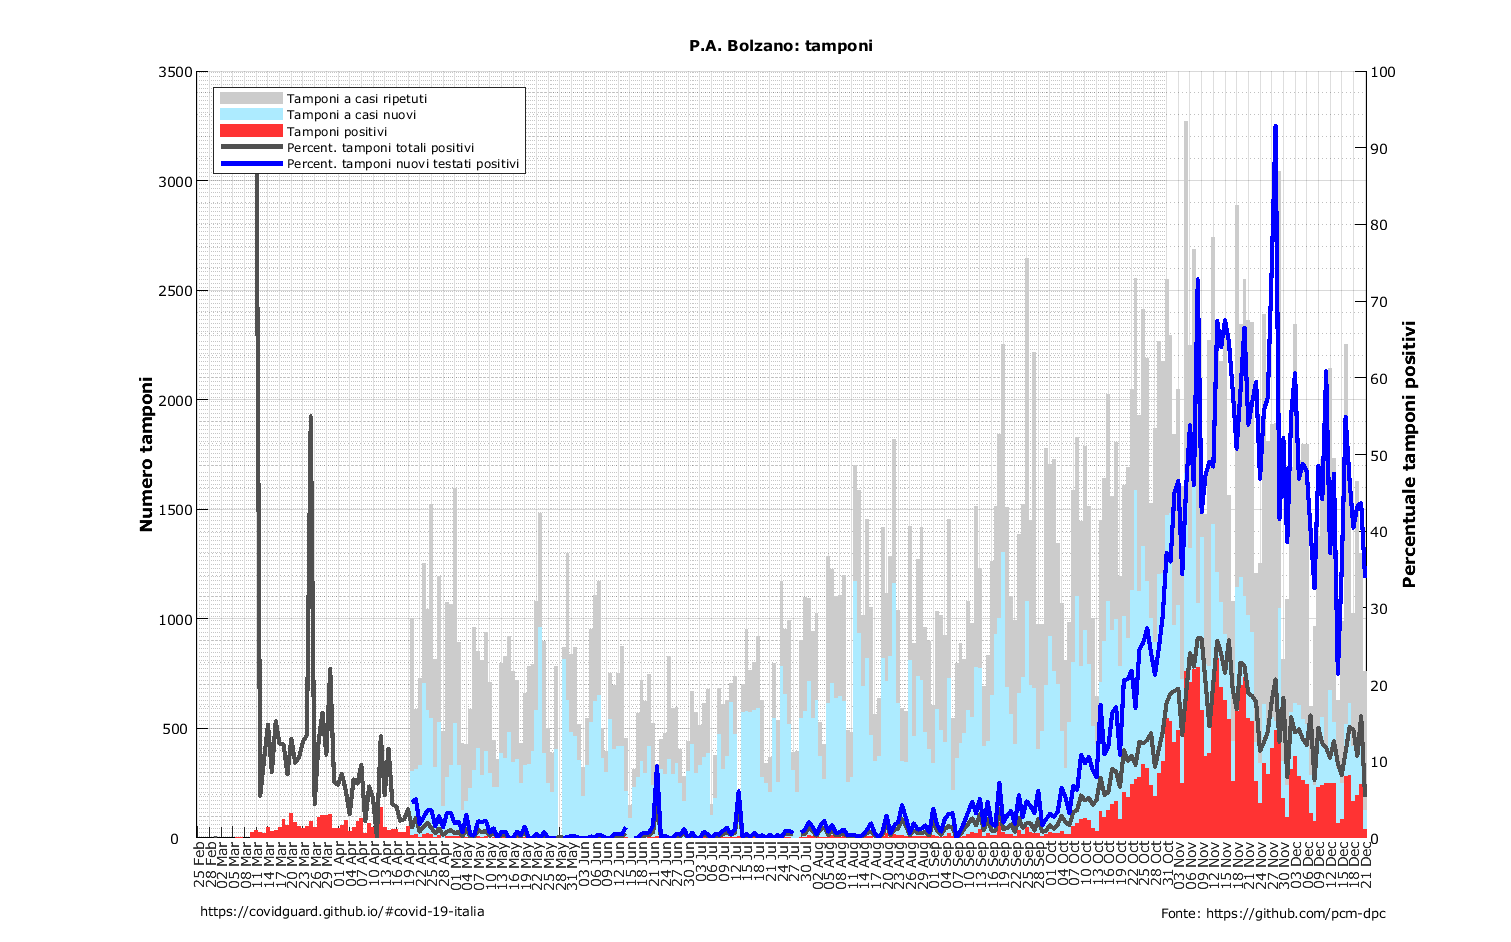 P.A. Bolzano: tamponi
Tamponi a casi ripetuti
Tamponi a casi nuovi
Tamponi positivi
Percent. tamponi totali positivi
Percent. tamponi nuovi testati positivi
Numero tamponi
3500
3000
2500
2000
1500
1000
500
0
100
90
80
70
60
50
40
30
20
10
0
Percentuale tamponi positivi
25 Feb
28 Feb
02 Mar
05 Mar
08 Mar
11 Mar
14 Mar
17 Mar
20 Mar
23 Mar
26 Mar
29 Mar
01 Apr
04 Apr
07 Apr
10 Apr
13 Apr
16 Apr
19 Apr
22 Apr
25 Apr
28 Apr
01 May
04 May
07 May
10 May
13 May
16 May
19 May
22 May
25 May
28 May
31 May
03 Jun
06 Jun
09 Jun
12 Jun
15 Jun
18 Jun
21 Jun
24 Jun
27 Jun
30 Jun
03 Jul
06 Jul
09 Jul
12 Jul
15 Jul
18 Jul
21 Jul
24 Jul
27 Jul
30 Jul
02 Aug
05 Aug
08 Aug
11 Aug
14 Aug
17 Aug
20 Aug
23 Aug
26 Aug
29 Aug
01 Sep
04 Sep
07 Sep
10 Sep
13 Sep
16 Sep
19 Sep
22 Sep
25 Sep
28 Sep
01 Oct
04 Oct
07 Oct
10 Oct
13 Oct
16 Oct
19 Oct
22 Oct
25 Oct
28 Oct
31 Oct
03 Nov
06 Nov
09 Nov
12 Nov
15 Nov
18 Nov
21 Nov
24 Nov
27 Nov
30 Nov
03 Dec
06 Dec
09 Dec
12 Dec
15 Dec
18 Dec
21 Dec
https://covidguard.github.io/#covid-19-italia
Fonte: https://github.com/pcm-dpc